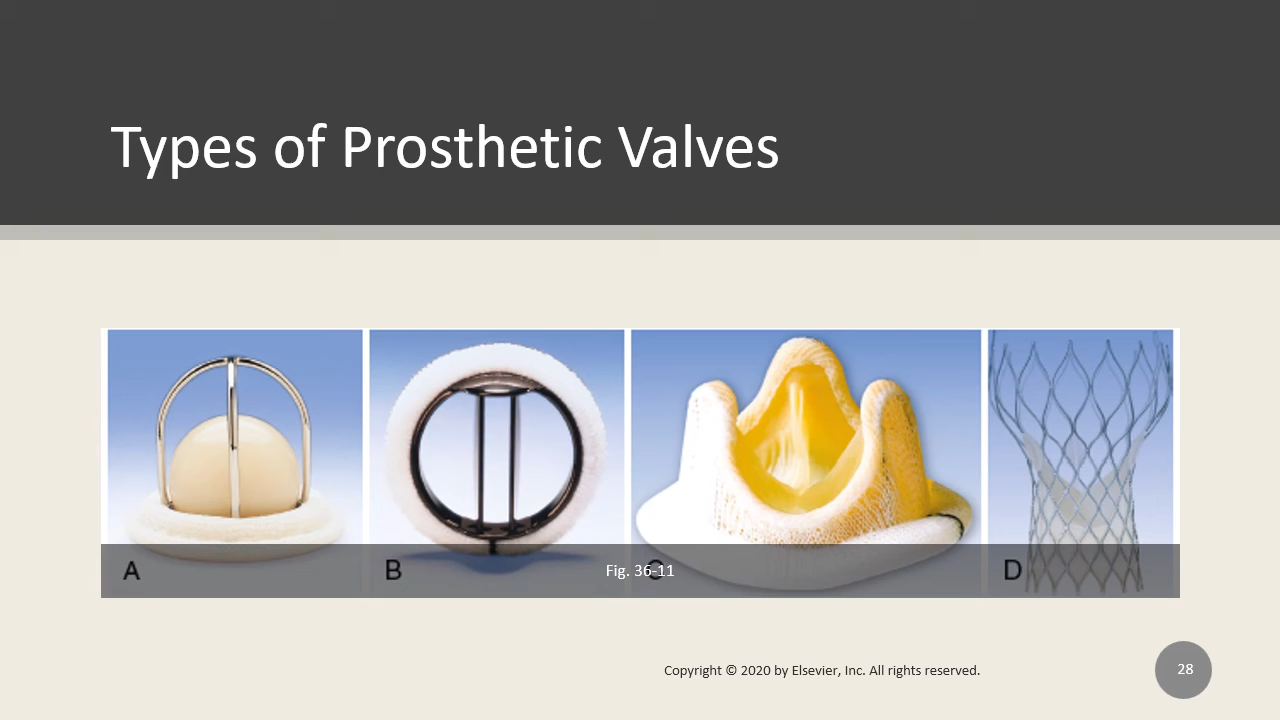 Types of Prosthetic Valves
A
B
C
D
Fig. 36-11
Copyright © 2020 by Elsevier, Inc. All rights reserved.
28